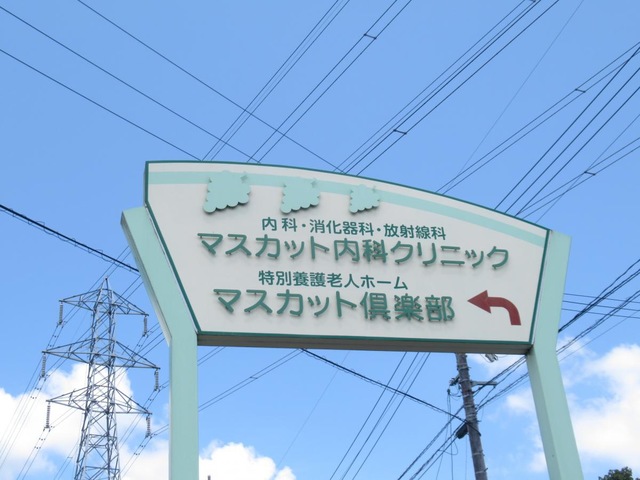 内科・消化器科・放射線科
マスカット内科クリニック
特別養護老人ホーム
マスカット倶楽部